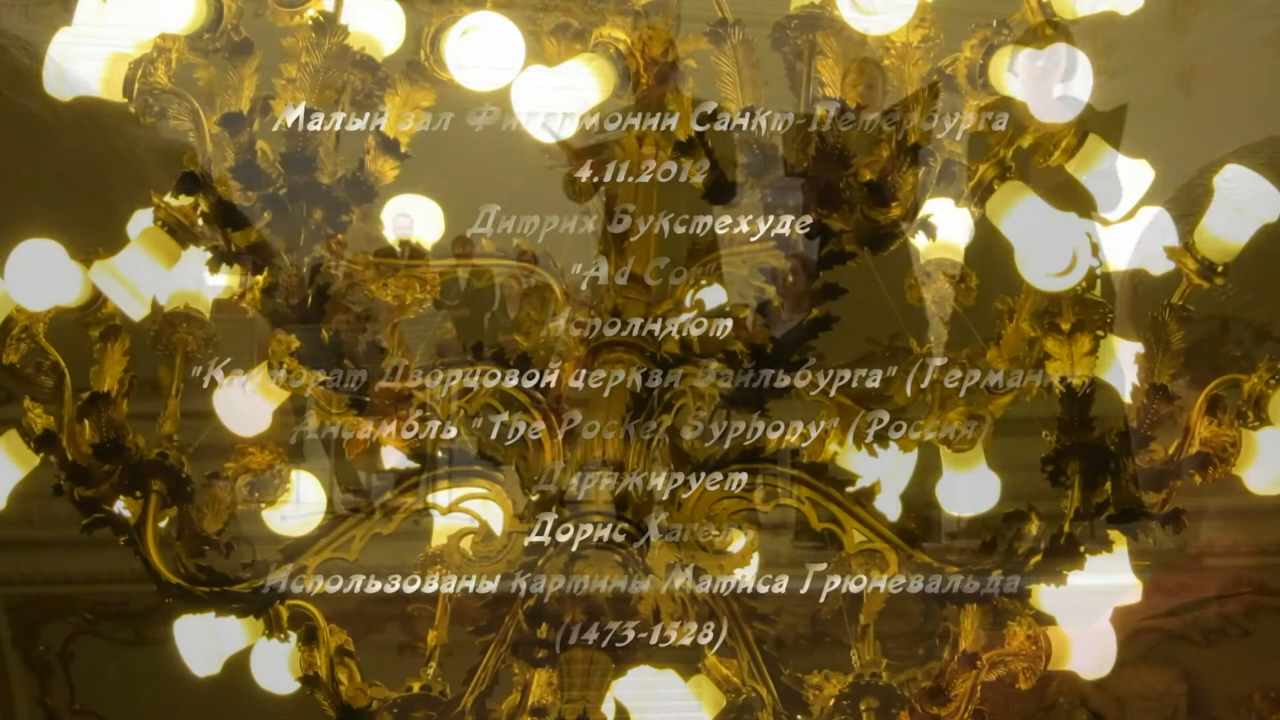 Малый зал Филармонии Санкт-Петербурга
4.11.2012
Дитрих Букстехуде
"Ad Cor"
Исполняют
"Канторат Дворцовой церкви Вайльбурга" (Германия)
Ансамбль "The Pocket Syphony" (Россия)
Дирижирует
Дорис Хагель
Использованы картины Матиса Грюневальда
(1473-1528)